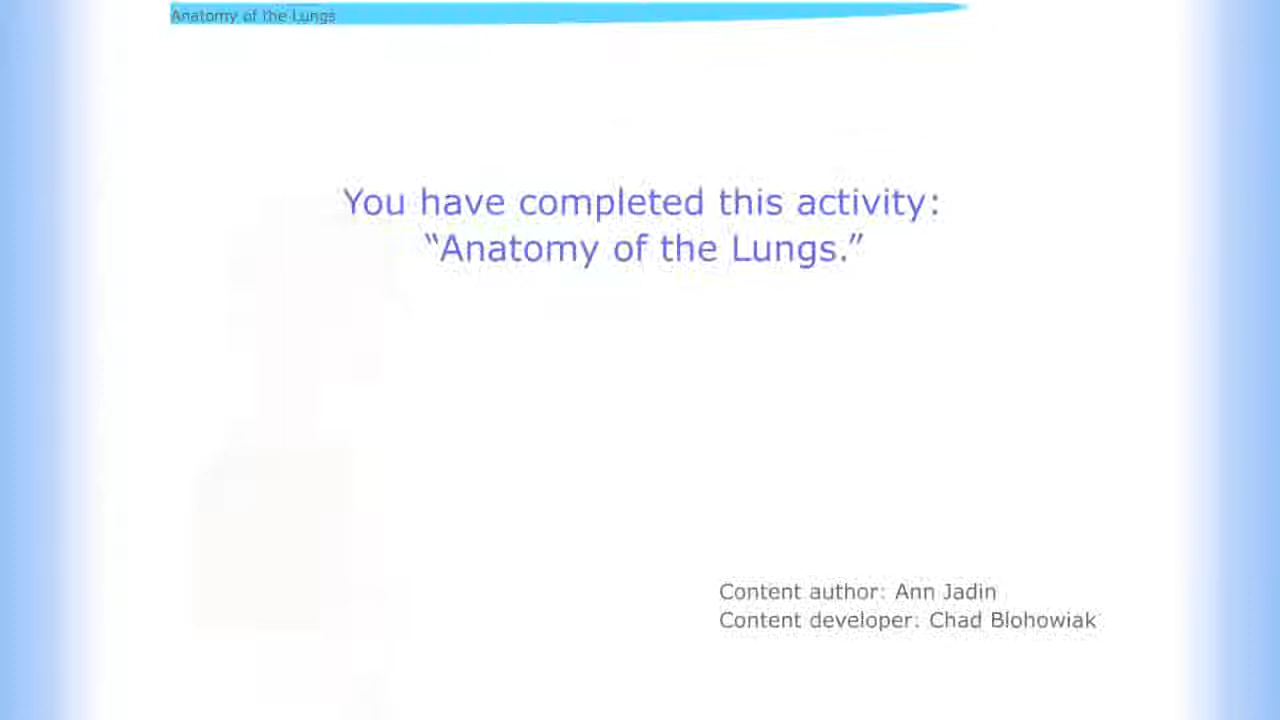 Anatomy of the Lungs
You have completed this activity:
“Anatomy of the Lungs.”
Content author: Ann Jadin
Content developer: Chad Blohowiak